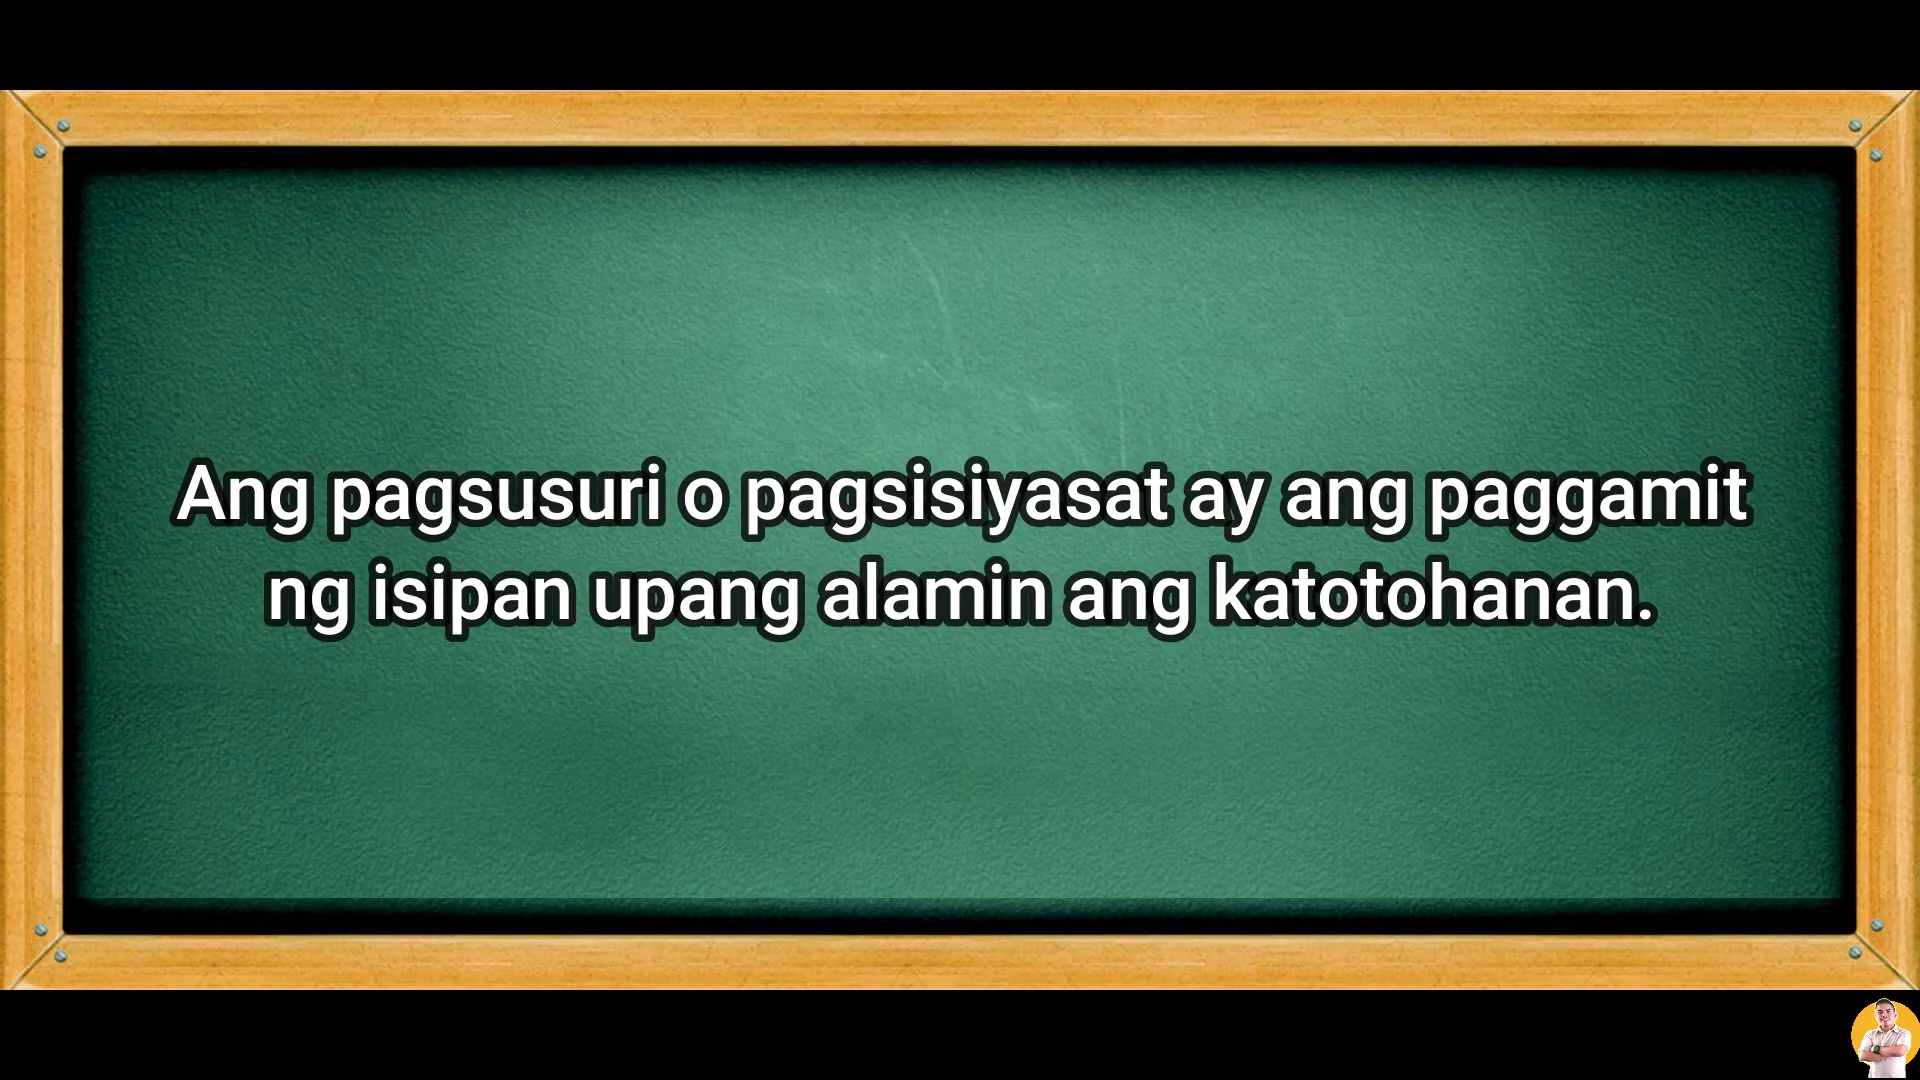 Ang pagsusuri o pagsisiyasat ay ang paggamit
ng isipan upang alamin ang katotohanan.